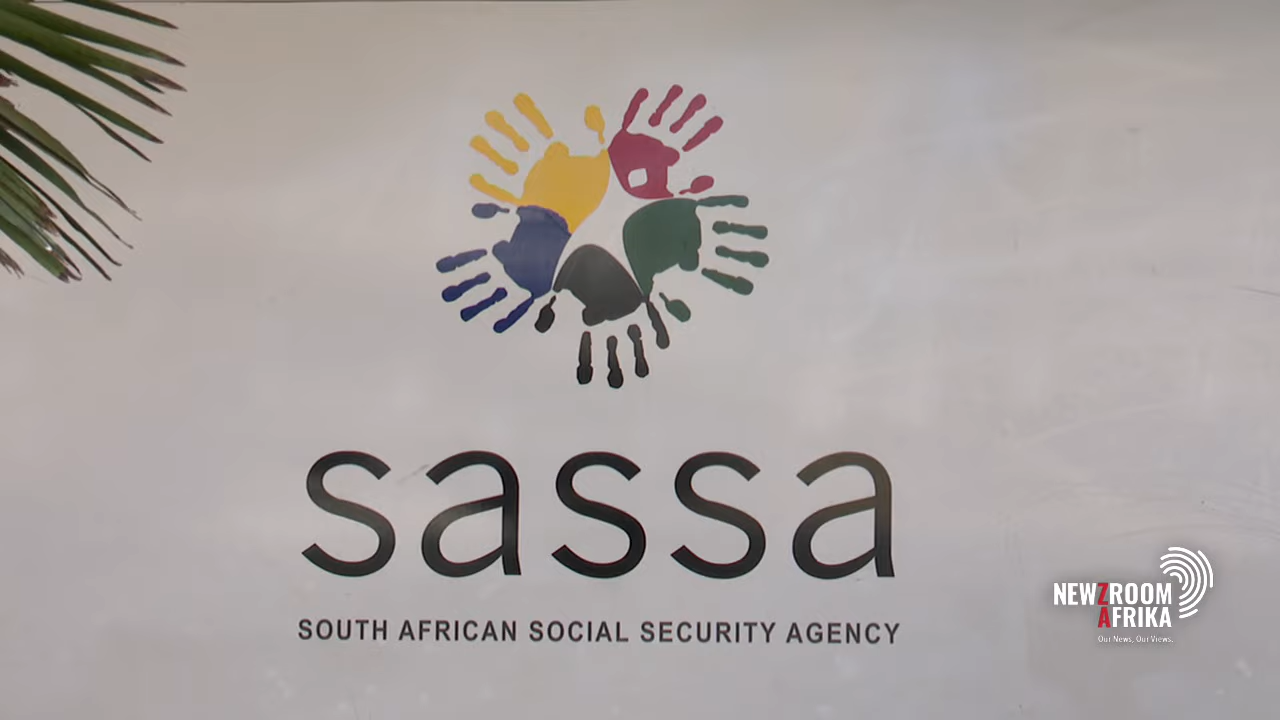 sassa
SOUTH AFRICAN SOCIAL SECURITY AGENCY
NEWZROOM
AFRIKA
Our News, Our Views.